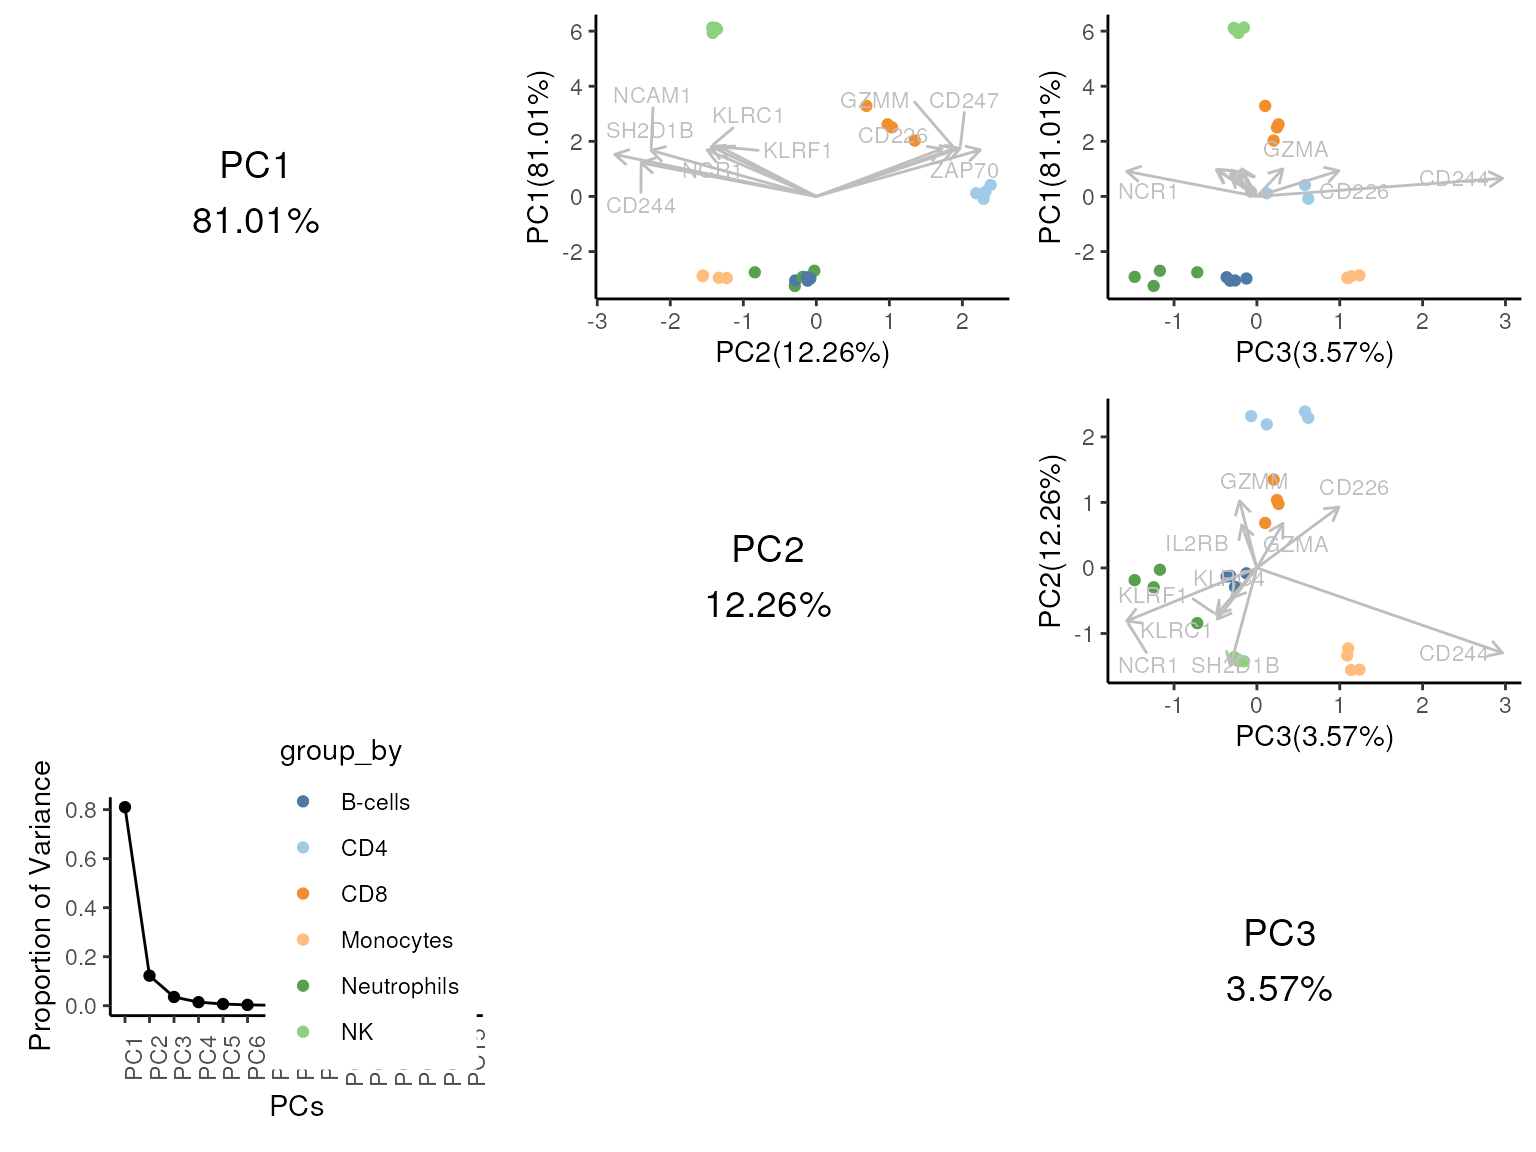 PC1
81.01%
6
4
2
0
-2
-3
-2
-1
0
1
2
PC1(81.01%)
PC2(12.26%)
NCAM1
SH2D1B
KLRC1
KLRF1
NCR1
CD244
GZMM
CD247
CD226
ZAP70
6
4
2
0
-2
-1
0
1
2
3
PC1(81.01%)
PC3(3.57%)
GZMA
NCR1
CD226
CD244
PC2
12.26%
2
1
0
-1
-1
0
1
2
3
PC2(12.26%)
PC3(3.57%)
GZMM
CD226
IL2RB
GZMA
KLRF1
KLRC1
NCR1
SH2D1B
CD244
PC3
3.57%
Proportion of Variance
0.8
0.6
0.4
0.2
0.0
PC1
PC2
PC3
PC4
PC5
PC6
PCs
group_by
B-cells
CD4
CD8
Monocytes
Neutrophils
NK